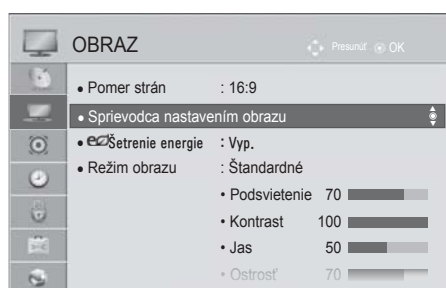 OBRAZ
Presunúť OK
• Pomer strán : 16:9
• Sprievodca nastavením obrazu
• eco Šetrenie energie : Vyp.
• Režim obrazu : Štandardné
• Podsvietenie 70
• Kontrast 100
• Jas 50
• Ostrosť 70